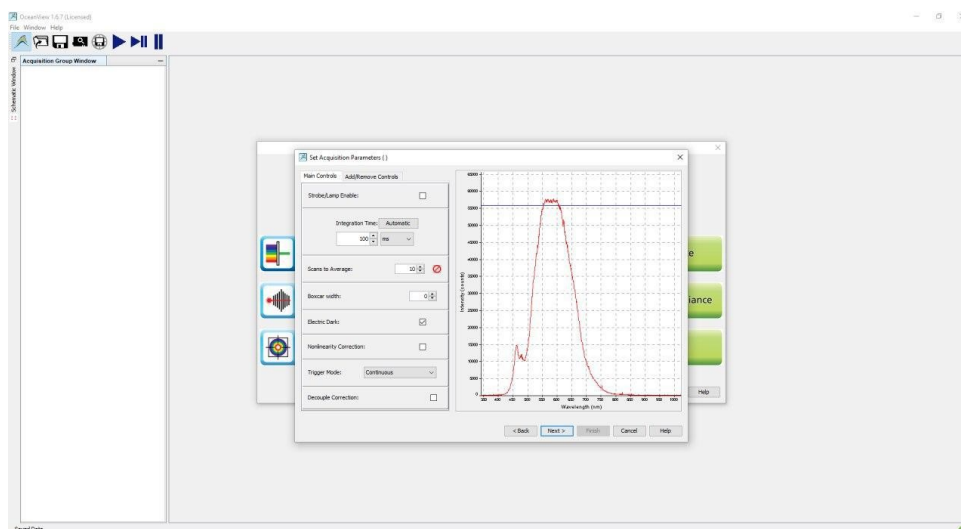 OceanView 1.6.7 (Licensed)
File Window Help
Acquisition Group Window
Schematic Window
Set Acquisition Parameters ( )
Main Controls Add/Remove Controls
Strobe/Lamp Enable:
Integration Time: Automatic
100 ms
Scans to Average: 10
Boxcar width: 0
Electric Dark:
Nonlinearity Correction:
Trigger Mode: Continuous
Decouple Correction:
Intensity (counts)
Wavelength (nm)
< Back Next > Finish Cancel Help
e
iance
Help